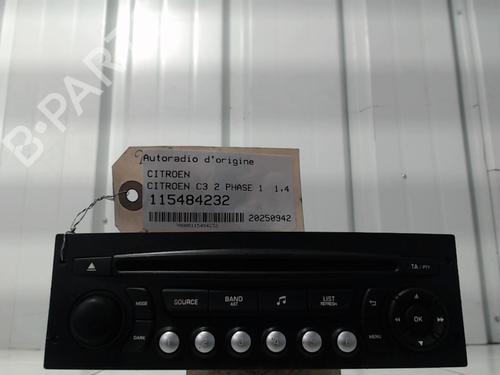 B-PARTS
Autoradio d'origine
CITROEN
CITROEN C3 2 PHASE 1 1.4
115484232
20250942
TA / PTY
MODE
SOURCE
BAND
AST
LIST
REFRESH
OK
DARK
MENU